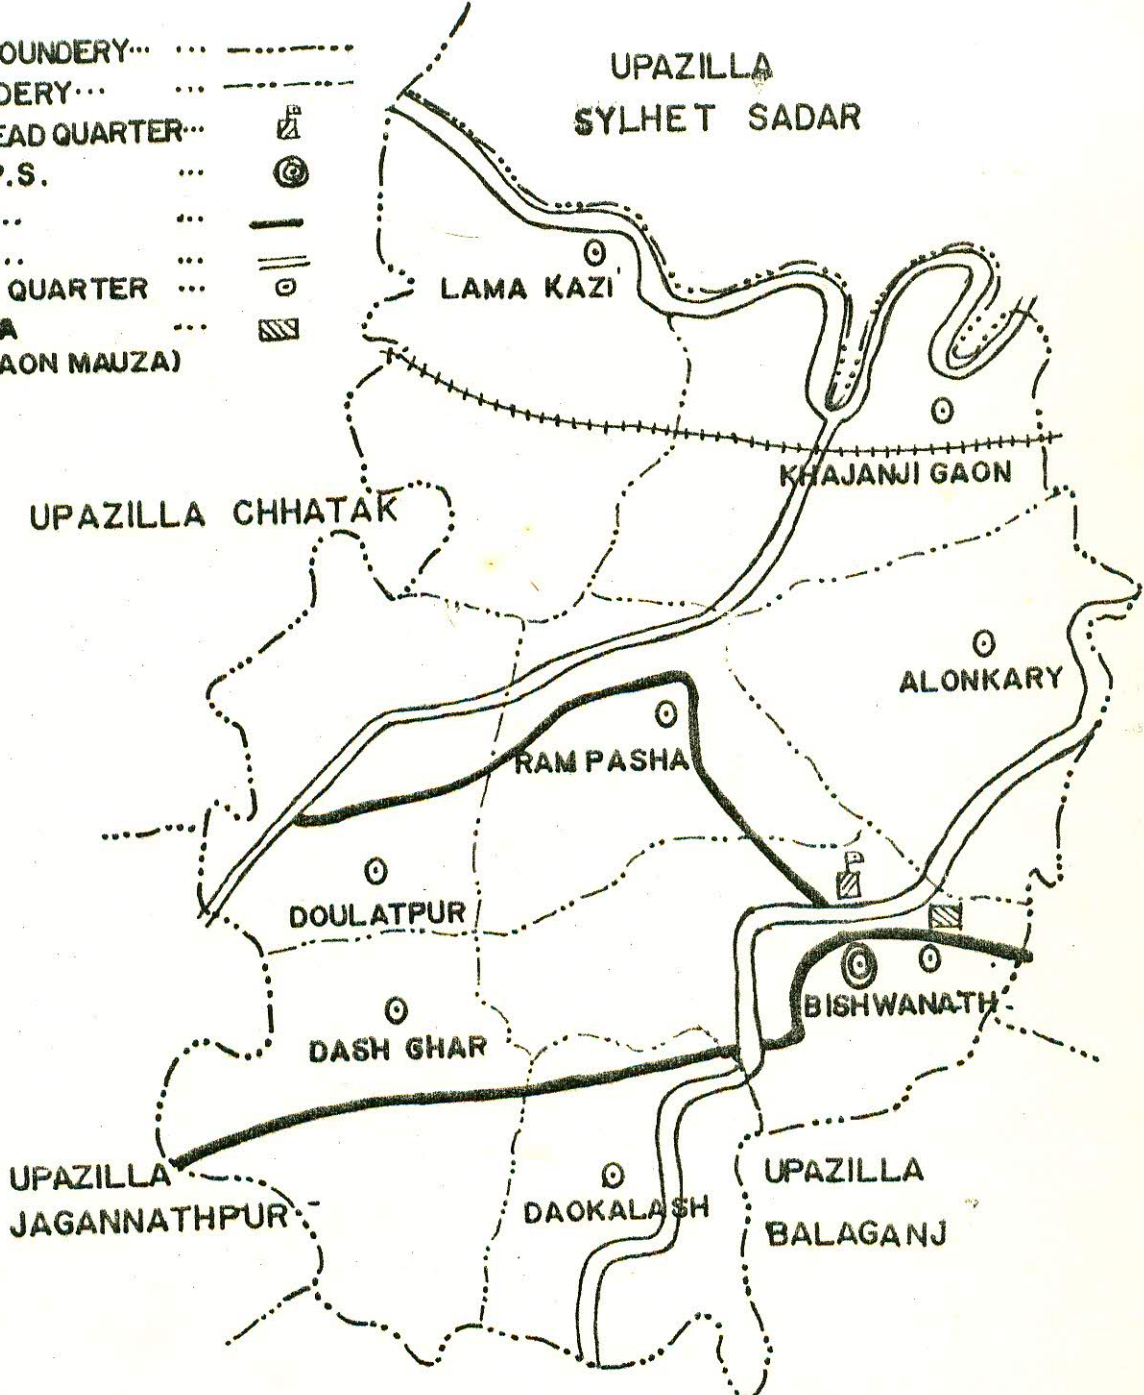 OUNDERY... ...
DERY... ...
EAD QUARTER...
P.S. ...
... ...
... ...
QUARTER ...
A ...
AON MAUZA)
UPAZILLA
SYLHET SADAR
LAMA KAZI
KHAJANJI GAON
UPAZILLA CHHATAK
ALONKARY
RAM PASHA
DOULATPUR
BISHWANATH
DASH GHAR
UPAZILLA
JAGANNATHPUR
DAOKALASH
UPAZILLA
BALAGANJ